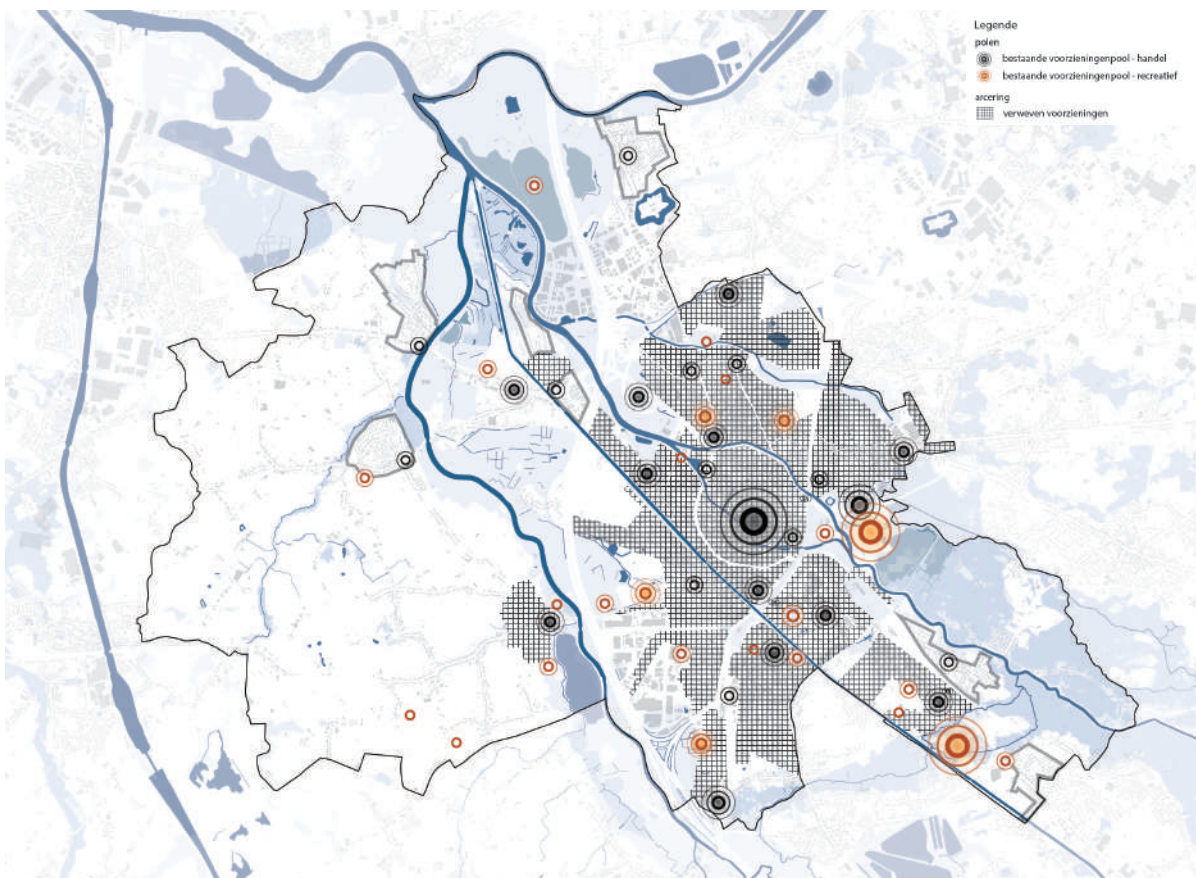 Legende
polen
bestaande voorzieningenpool - handel
bestaande voorzieningenpool - recreatief
arcering
verweven voorzieningen